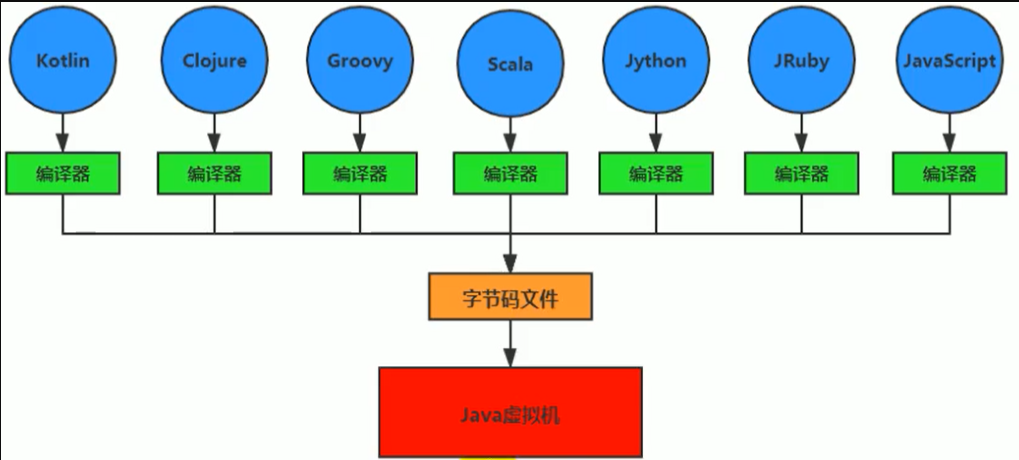 Kotlin
Clojure
Groovy
Scala
Jython
JRuby
JavaScript
编译器
编译器
编译器
编译器
编译器
编译器
编译器
字节码文件
Java虚拟机